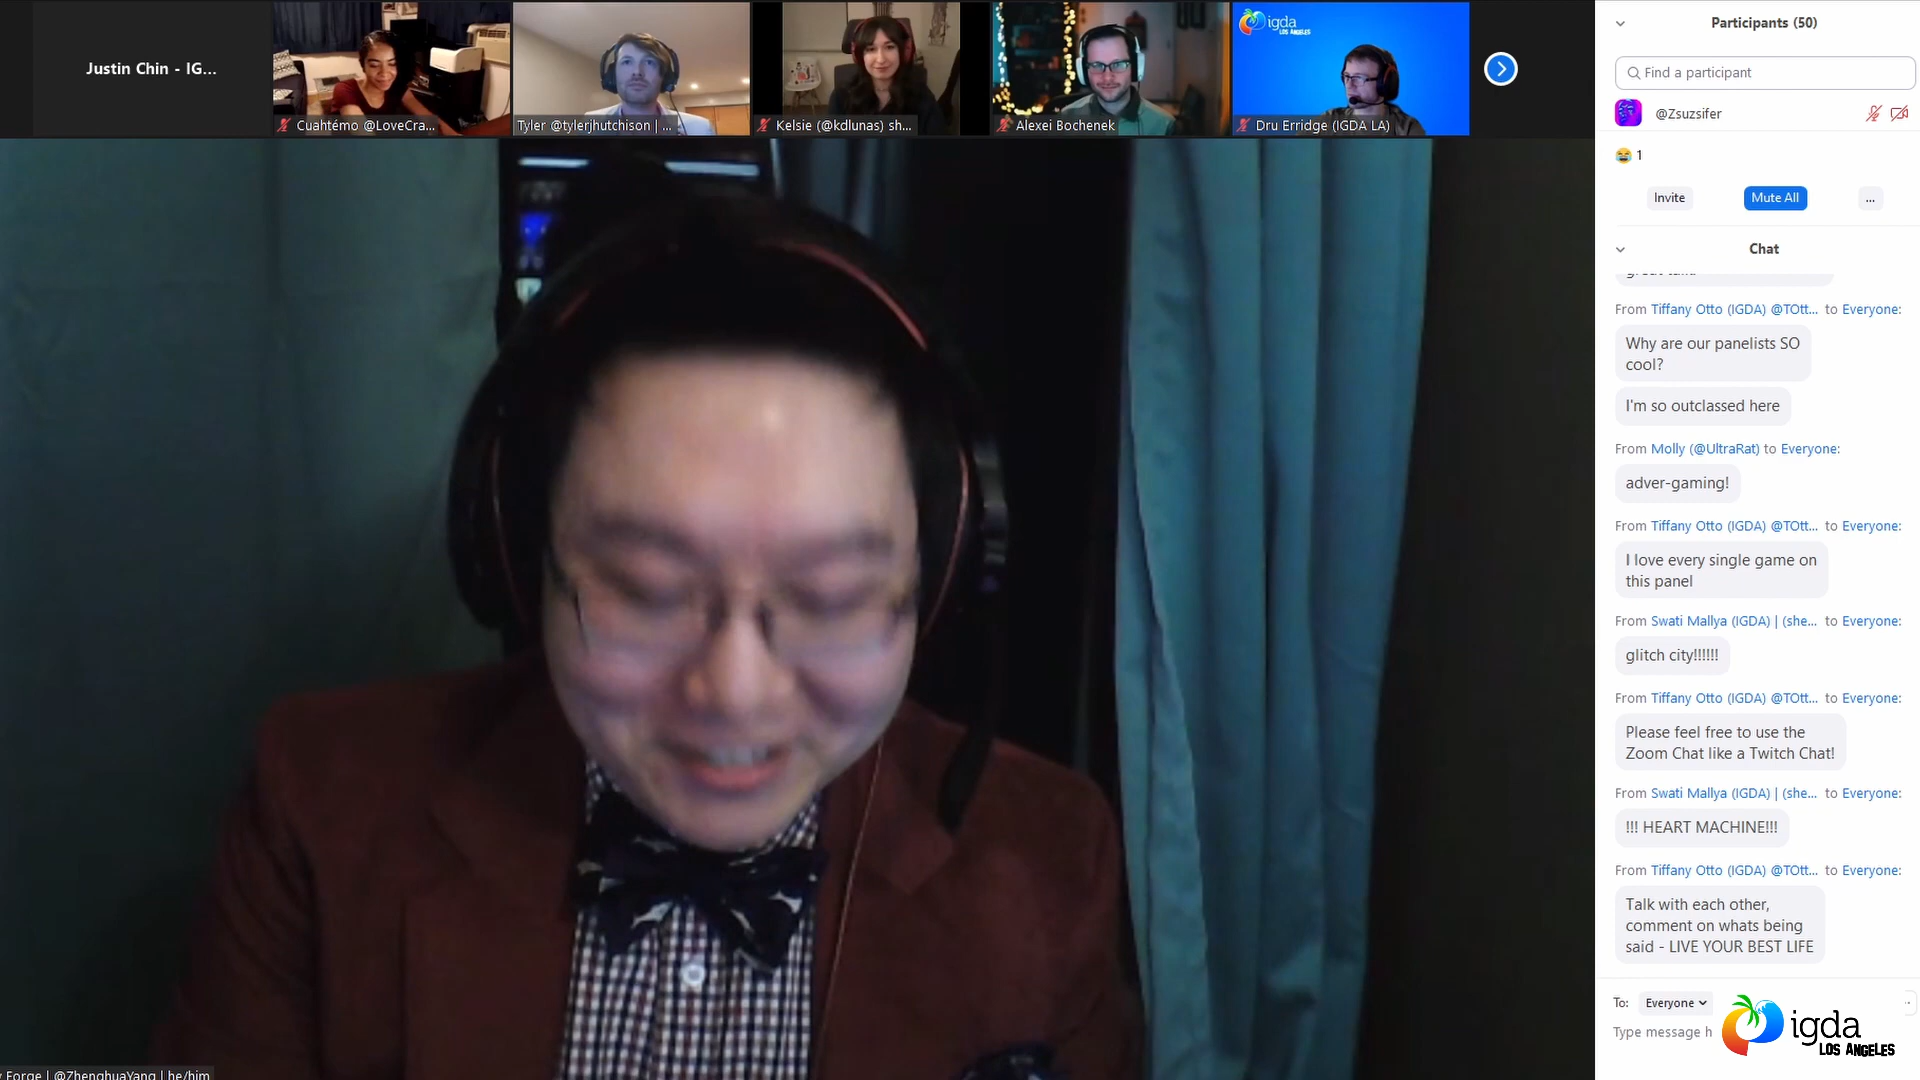 Justin Chin - IG...
Cuahtémo @LoveCra...
Tyler @tylerjhutchison | ...
Kelsie (@kdlunas) sh...
Alexei Bochenek
igda
LOS ANGELES
Dru Erridge (IGDA LA)
Forge | @ZhenghuaYang | he/him
Participants (50)
Find a participant
@Zsuzsifer
1
Invite
Mute All
...
Chat
great talk
From Tiffany Otto (IGDA) @TOtt... to Everyone:
Why are our panelists SO
cool?
I'm so outclassed here
From Molly (@UltraRat) to Everyone:
adver-gaming!
From Tiffany Otto (IGDA) @TOtt... to Everyone:
I love every single game on
this panel
From Swati Mallya (IGDA) | (she... to Everyone:
glitch city!!!!!!
From Tiffany Otto (IGDA) @TOtt... to Everyone:
Please feel free to use the
Zoom Chat like a Twitch Chat!
From Swati Mallya (IGDA) | (she... to Everyone:
!!! HEART MACHINE!!!
From Tiffany Otto (IGDA) @TOtt... to Everyone:
Talk with each other,
comment on whats being
said - LIVE YOUR BEST LIFE
To: Everyone
Type message h
igda
LOS ANGELES